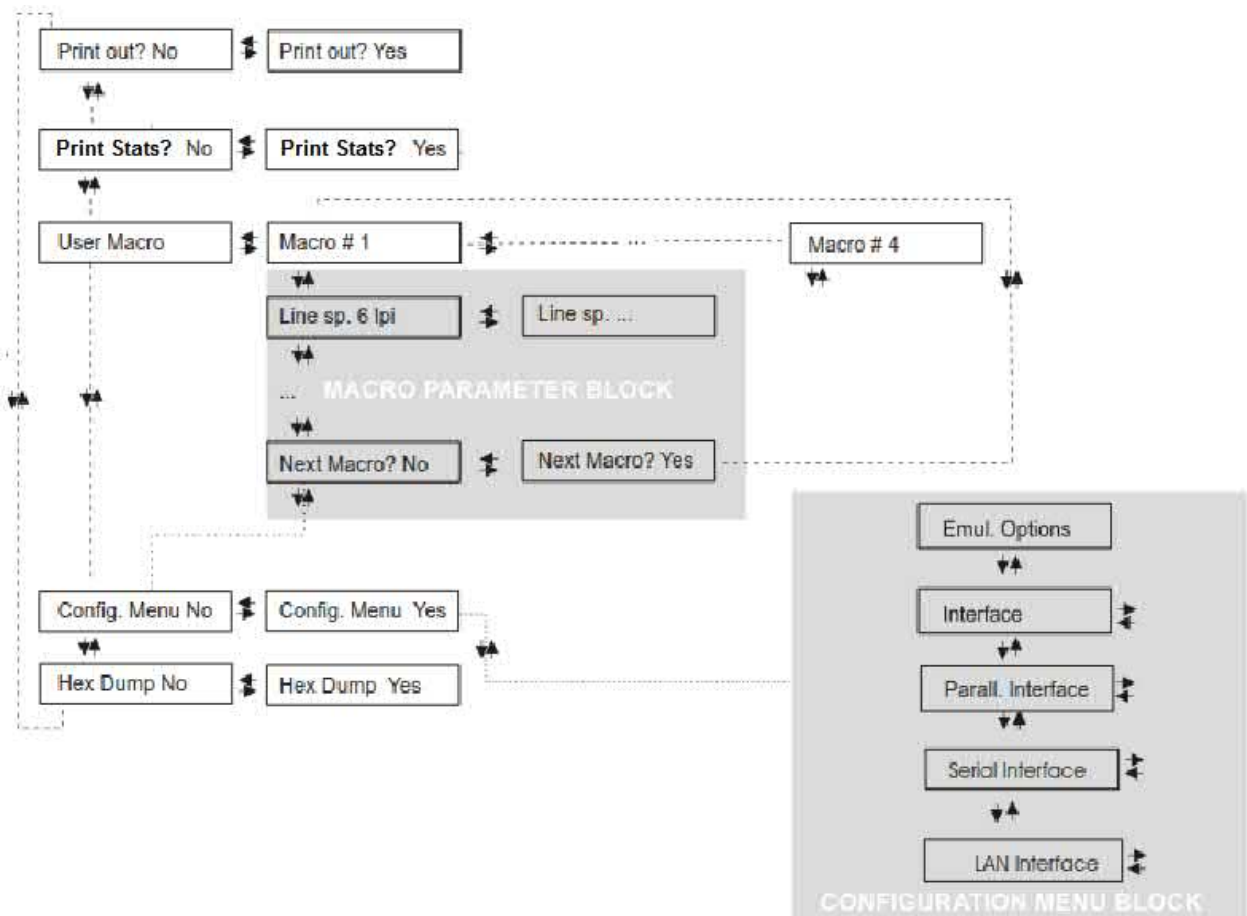 Print out? No
Print out? Yes
Print Stats? No
Print Stats? Yes
User Macro
Macro # 1
...
Macro # 4
Line sp. 6 lpi
Line sp. ...
... MACRO PARAMETER BLOCK
Next Macro? No
Next Macro? Yes
Emul. Options
Config. Menu No
Config. Menu Yes
Interface
Hex Dump No
Hex Dump Yes
Parall. Interface
Serial Interface
LAN Interface
CONFIGURATION MENU BLOCK